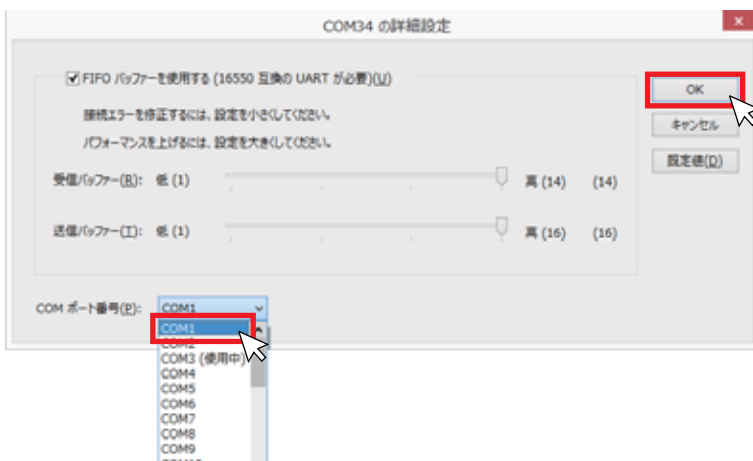 COM34 の詳細設定
x
FIFO バッファーを使用する (16550 互換の UART が必要)(U)
接続エラーを修正するには、設定を小さくしてください。
パフォーマンスを上げるには、設定を大きくしてください。
受信バッファー(R): 低 (1) 高 (14) (14)
送信バッファー(T): 低 (1) 高 (16) (16)
OK
キャンセル
既定値(D)
COM ポート番号(P): COM1
COM1
COM2
COM3 (使用中)
COM4
COM5
COM6
COM7
COM8
COM9
COM10